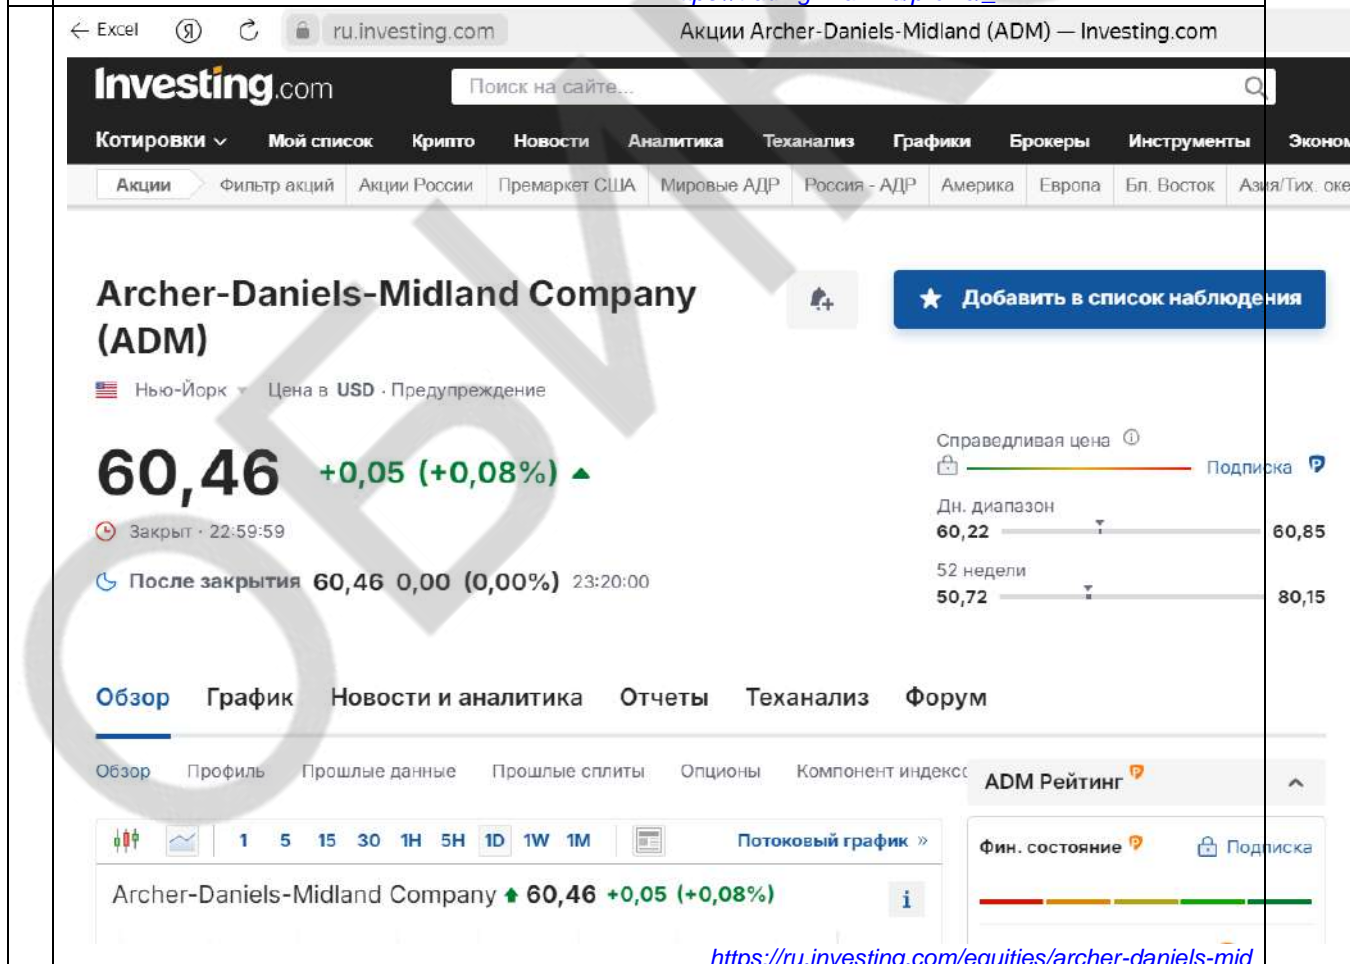 ← Excel Я ru.investing.com Акции Archer-Daniels-Midland (ADM) — Investing.com
Investing.com Поиск на сайте...
Котировки Мой список Крипто Новости Аналитика Теханализ Графики Брокеры Инструменты Эконом
Акции Фильтр акций Акции России Премаркет США Мировые АДР Россия - АДР Америка Европа Бл. Восток Азия/Тих. оке
Archer-Daniels-Midland Company
(ADM)
Добавить в список наблюдения
Нью-Йорк Цена в USD · Предупреждение
60,46 +0,05 (+0,08%)
Закрыт · 22:59:59
После закрытия 60,46 0,00 (0,00%) 23:20:00
Справедливая цена
Подписка
Дн. диапазон
60,22 60,85
52 недели
50,72 80,15
Обзор График Новости и аналитика Отчеты Теханализ Форум
Обзор Профиль Прошлые данные Прошлые сплиты Опционы Компонент индексо
ADM Рейтинг
1 5 15 30 1H 5H 1D 1W 1M Потоковый график »
Фин. состояние Подписка
Archer-Daniels-Midland Company 60,46 +0,05 (+0,08%) i
https://ru.investing.com/equities/archer-daniels-mid
ОБИК